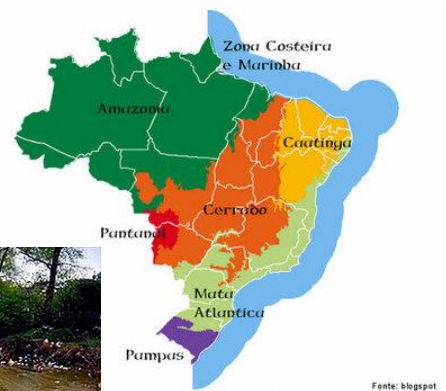 Zona Costeira
e Marinha
Amazonia
Caatinga
Cerrado
Pantanal
Mata
Atlantica
Pampas
Fonte: blogspot